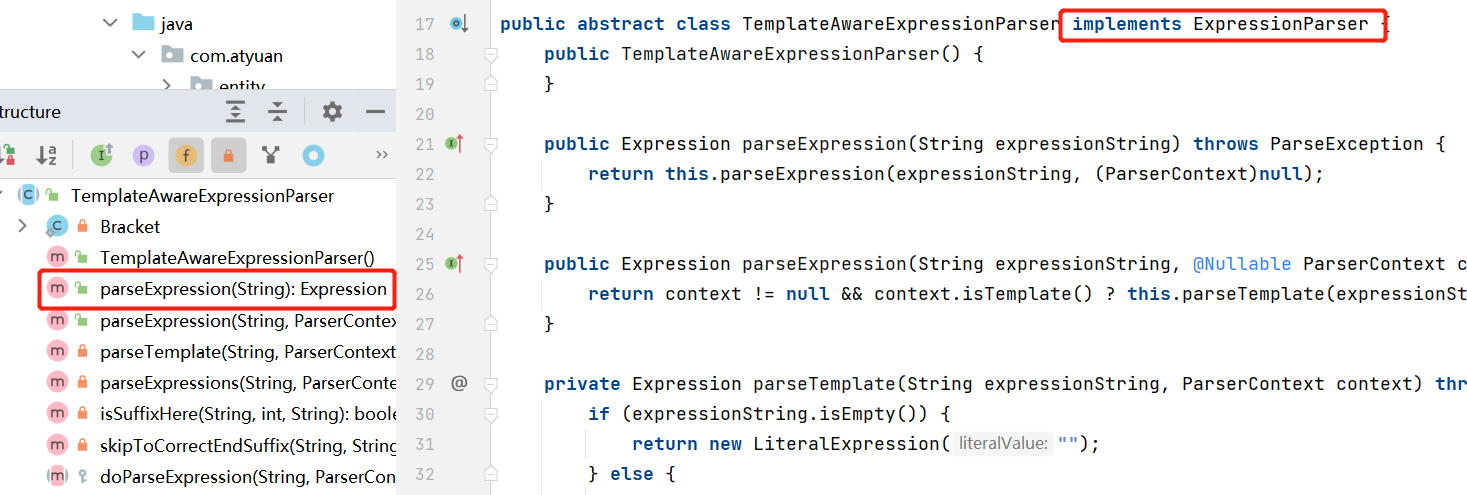 java
com.atyuan
entity
tructure
TemplateAwareExpressionParser
Bracket
TemplateAwareExpressionParser()
parseExpression(String): Expression
parseExpression(String, ParserContex
parseTemplate(String, ParserContext
parseExpressions(String, ParserConte
isSuffixHere(String, int, String): boole
skipToCorrectEndSuffix(String, String
doParseExpression(String, ParserCon
17 public abstract class TemplateAwareExpressionParser implements ExpressionParser {
18 public TemplateAwareExpressionParser() {
19 }
20
21 public Expression parseExpression(String expressionString) throws ParseException {
22 return this.parseExpression(expressionString, (ParserContext)null);
23 }
24
25 public Expression parseExpression(String expressionString, @Nullable ParserContext c
26 return context != null && context.isTemplate() ? this.parseTemplate(expressionSt
27 }
28
29 @ private Expression parseTemplate(String expressionString, ParserContext context) thr
30 if (expressionString.isEmpty()) {
31 return new LiteralExpression( literalValue: "");
32 } else {